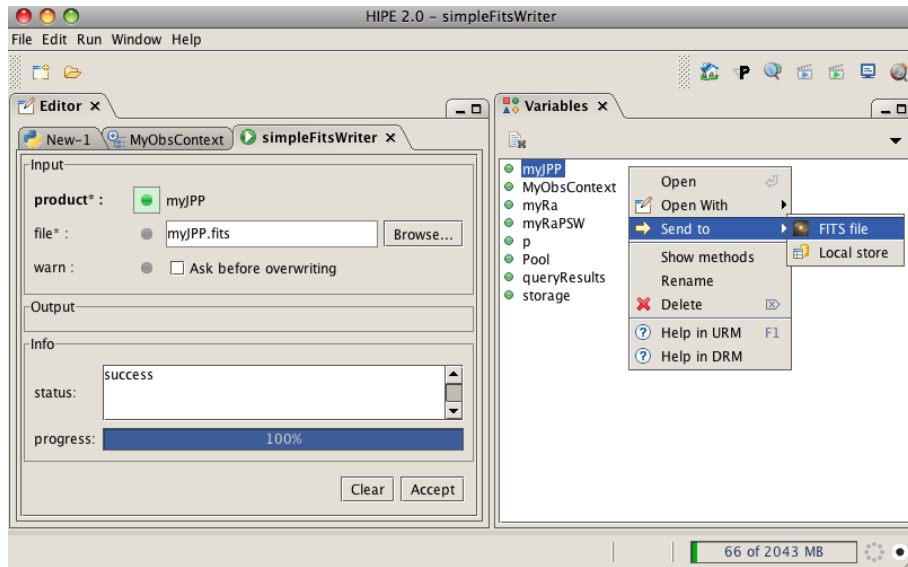 HIPE 2.0 – simpleFitsWriter
File Edit Run Window Help
Editor
Variables
New-1 MyObsContext simpleFitsWriter
Input
product* : myJPP
file* : myJPP.fits Browse...
warn : Ask before overwriting
Output
Info
status: success
progress: 100%
Clear Accept
myJPP
MyObsContext
myRa
myRaPSW
p
Pool
queryResults
storage
Open
Open With
Send to
Show methods
Rename
Delete
Help in URM F1
Help in DRM
FITS file
Local store
66 of 2043 MB